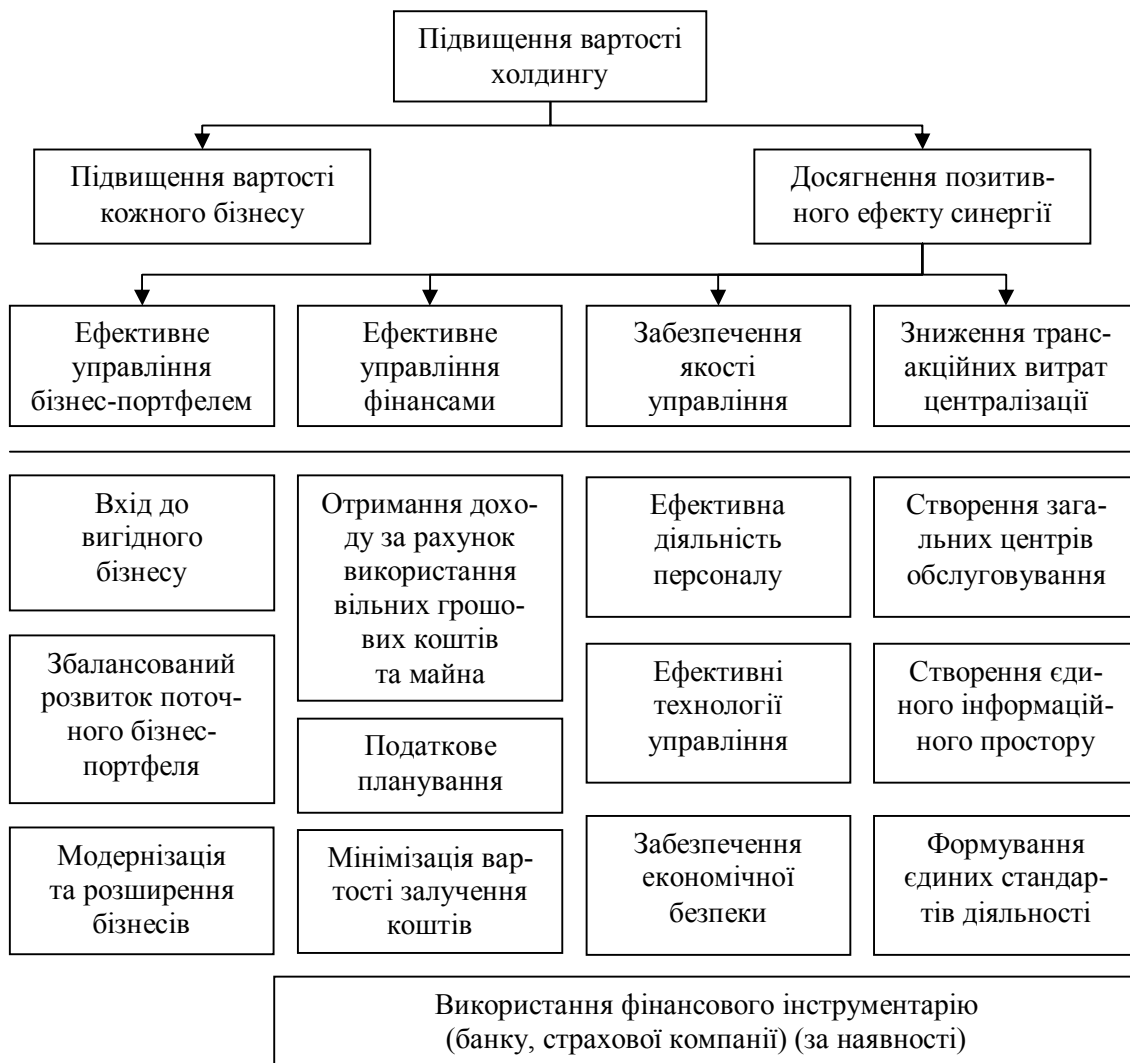 Підвищення вартості
холдингу
Підвищення вартості
кожного бізнесу
Досягнення позитив-
ного ефекту синергії
Ефективне
управління
бізнес-портфелем
Ефективне
управління
фінансами
Забезпечення
якості
управління
Зниження транс-
акційних витрат
централізації
Вхід до
вигідного
бізнесу
Збалансований
розвиток поточ-
ного бізнес-
портфеля
Модернізація
та розширення
бізнесів
Отримання дохо-
ду за рахунок
використання
вільних грошо-
вих коштів
та майна
Податкове
планування
Мінімізація вар-
тості залучення
коштів
Ефективна
діяльність
персоналу
Ефективні
технології
управління
Забезпечення
економічної
безпеки
Створення зага-
льних центрів
обслуговування
Створення єди-
ного інформацій-
ного простору
Формування
єдиних стандар-
тів діяльності
Використання фінансового інструментарію
(банку, страхової компанії) (за наявності)